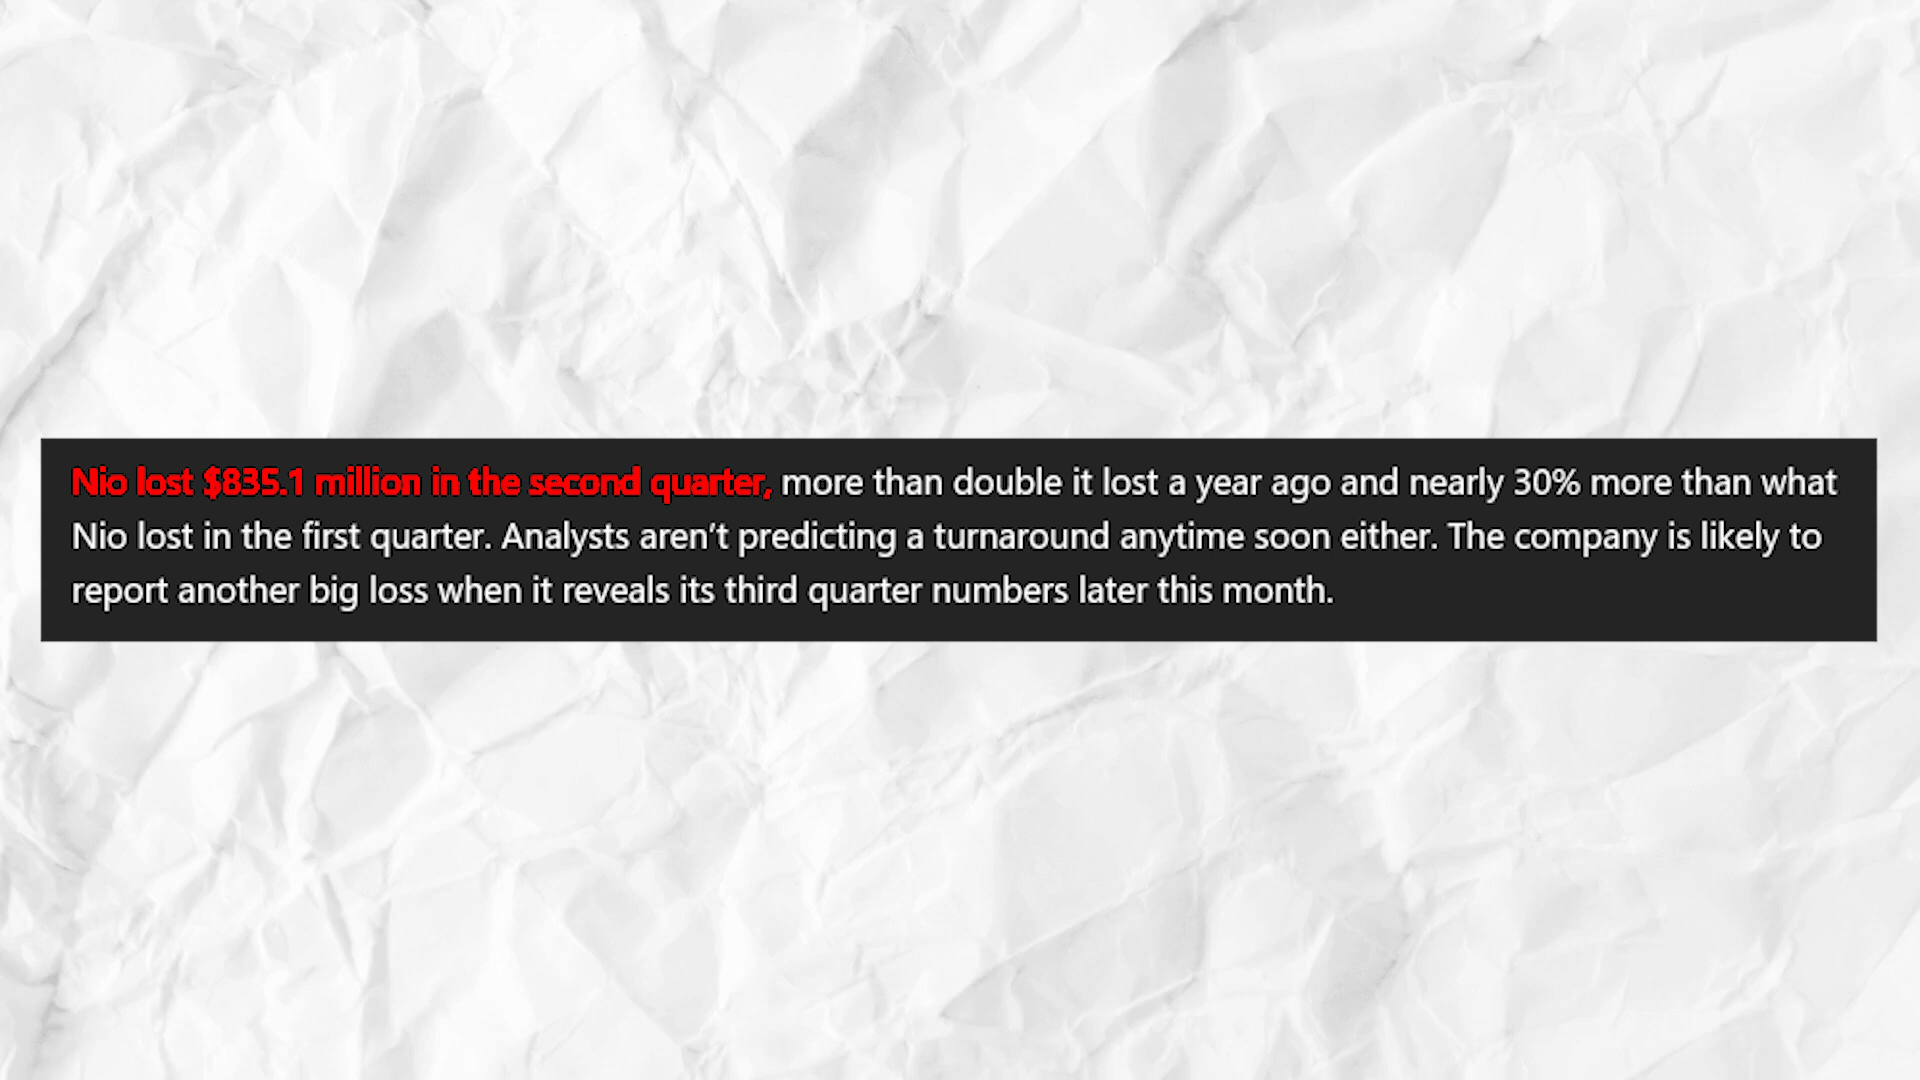 Nio lost $835.1 million in the second quarter, more than double it lost a year ago and nearly 30% more than what
Nio lost in the first quarter. Analysts aren’t predicting a turnaround anytime soon either. The company is likely to
report another big loss when it reveals its third quarter numbers later this month.